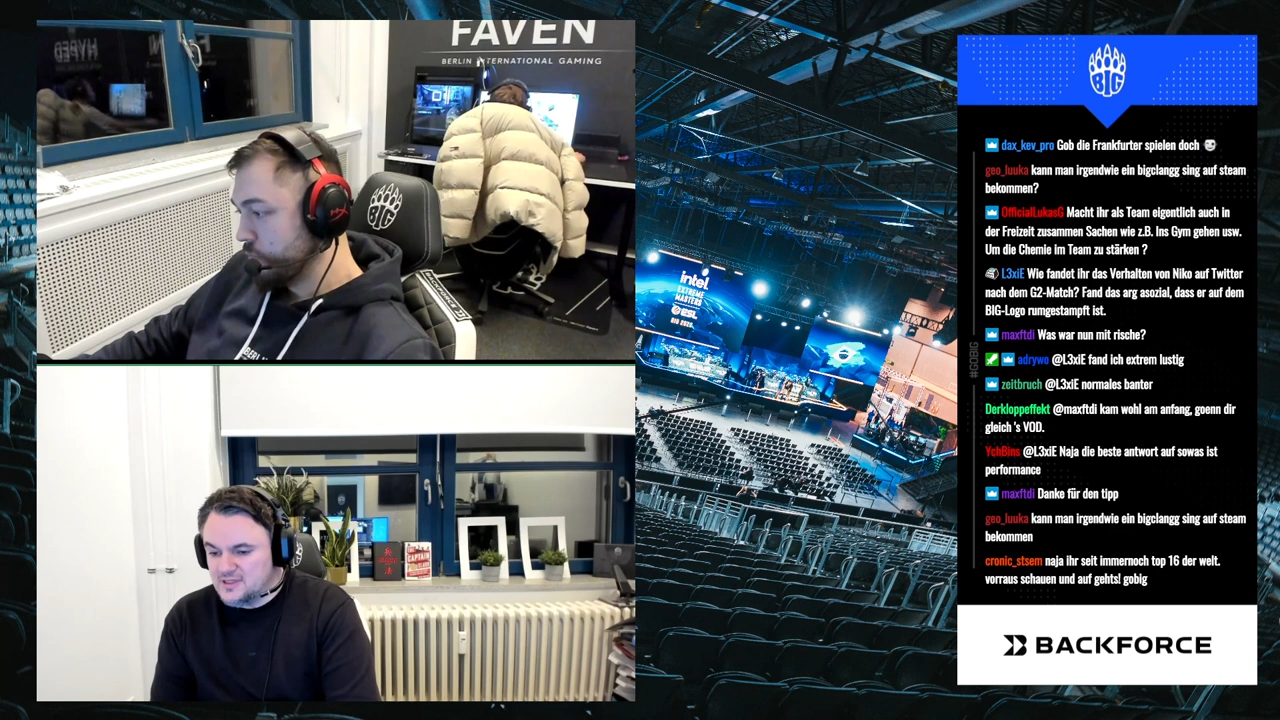 HYPED
FAVEN
BERLIN INTERNATIONAL GAMING
BIG
BACKFORCE
intel
EXTREME
MASTERS
ESL
RIO 2023
BIG
dax_kev_pro Gob die Frankfurter spielen doch
geo_luuka kann man irgendwie ein bigclangg sing auf steam
bekommen?
OfficialLukasG Macht ihr als Team eigentlich auch in
der Freizeit zusammen Sachen wie z.B. Ins Gym gehen usw.
Um die Chemie im Team zu stärken ?
L3xiE Wie fandet ihr das Verhalten von Niko auf Twitter
nach dem G2-Match? Fand das arg asozial, dass er auf dem
BIG-Logo rumgestampft ist.
maxftdi Was war nun mit rische?
adrywo @L3xiE fand ich extrem lustig
zeitbruch @L3xiE normales banter
Derkloppeffekt @maxftdi kam wohl am anfang, goenn dir
gleich 's VOD.
YchBins @L3xiE Naja die beste antwort auf sowas ist
performance
maxftdi Danke für den tipp
geo_luuka kann man irgendwie ein bigclangg sing auf steam
bekommen
cronic_stsem naja ihr seit immernoch top 16 der welt.
vorraus schauen und auf gehts! gobig
#GOBIG
BACKFORCE